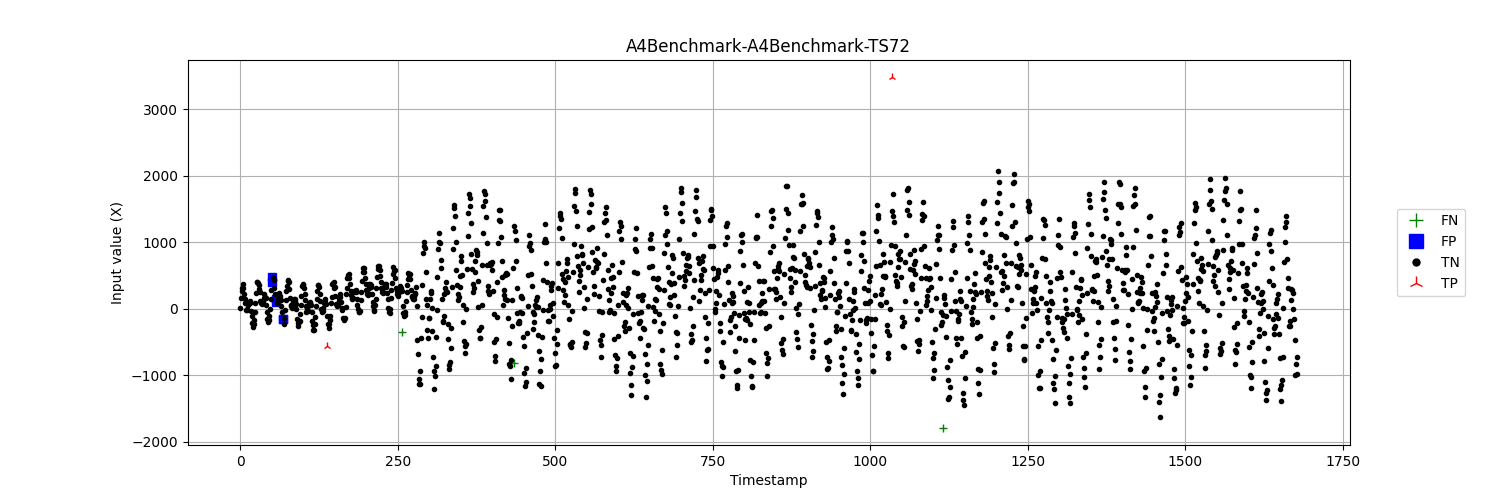 A4Benchmark-A4Benchmark-TS72
3000
2000
1000
0
−1000
−2000
Input value (X)
0 250 500 750 1000 1250 1500 1750
Timestamp
FN
FP
TN
TP